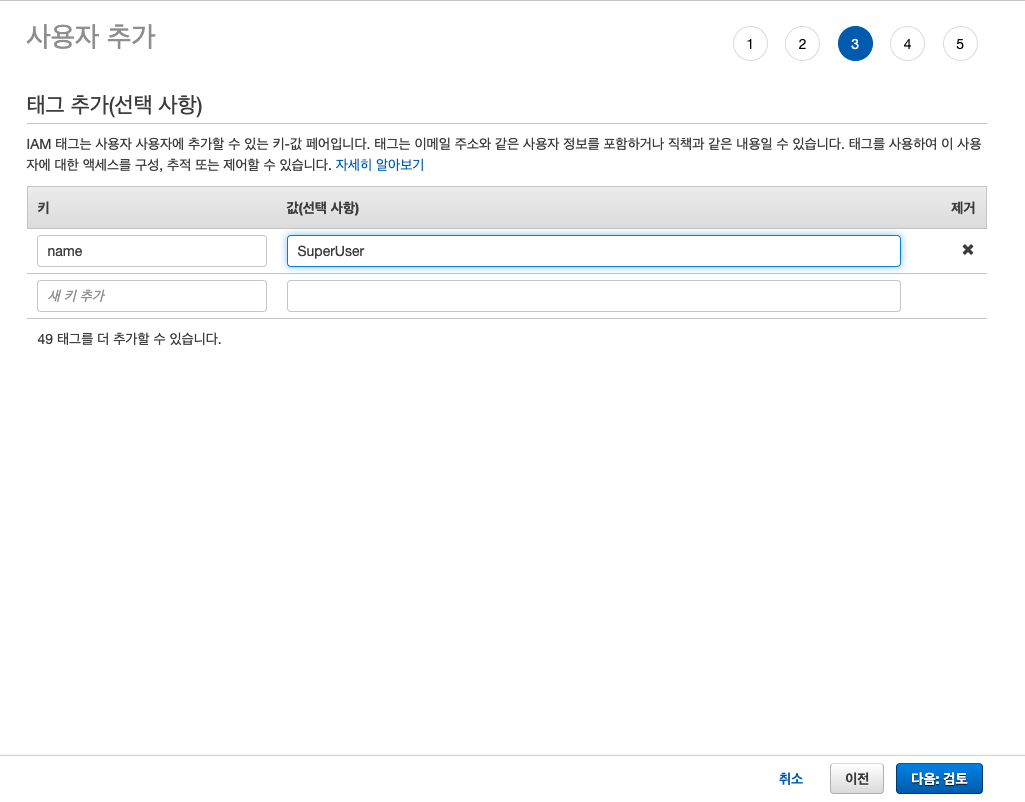 사용자 추가
1 2 3 4 5
태그 추가(선택 사항)
IAM 태그는 사용자 사용자에 추가할 수 있는 키-값 페어입니다. 태그는 이메일 주소와 같은 사용자 정보를 포함하거나 직책과 같은 내용일 수 있습니다. 태그를 사용하여 이 사용
자에 대한 액세스를 구성, 추적 또는 제어할 수 있습니다. 자세히 알아보기
키 값(선택 사항) 제거
name SuperUser ✖
새 키 추가
49 태그를 더 추가할 수 있습니다.
취소 이전 다음: 검토